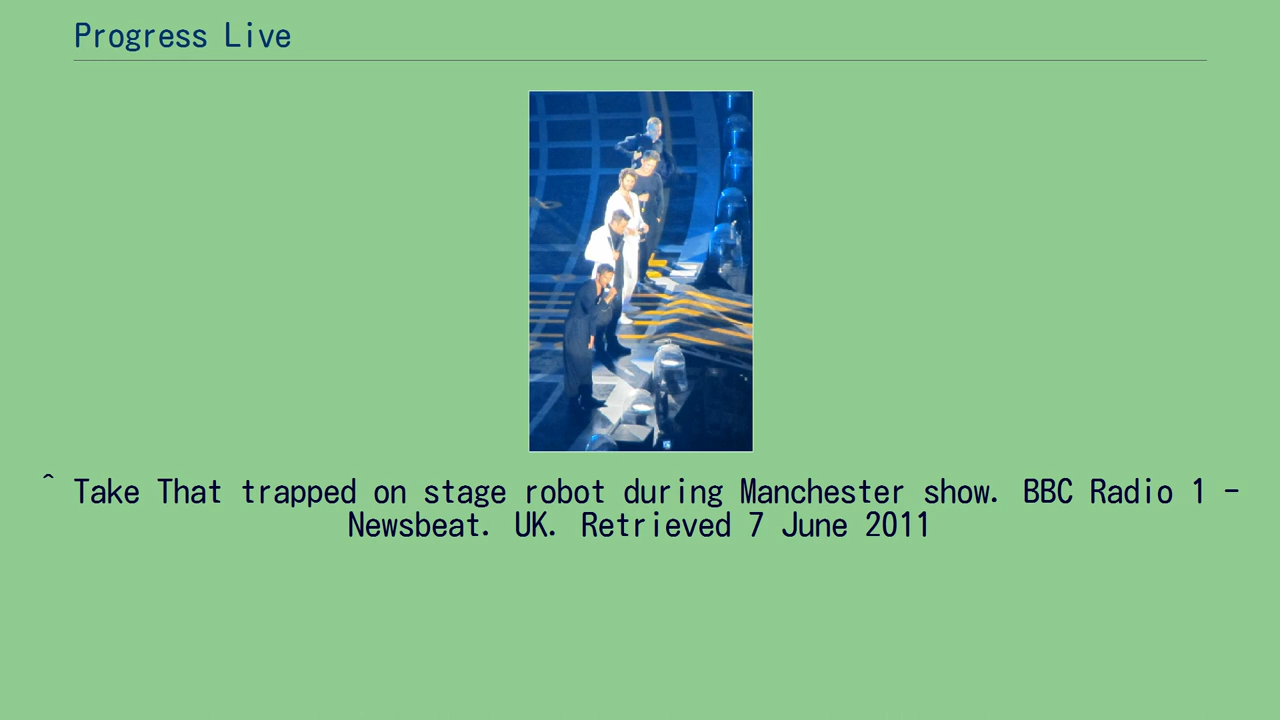 Progress Live
^ Take That trapped on stage robot during Manchester show. BBC Radio 1 -
Newsbeat. UK. Retrieved 7 June 2011